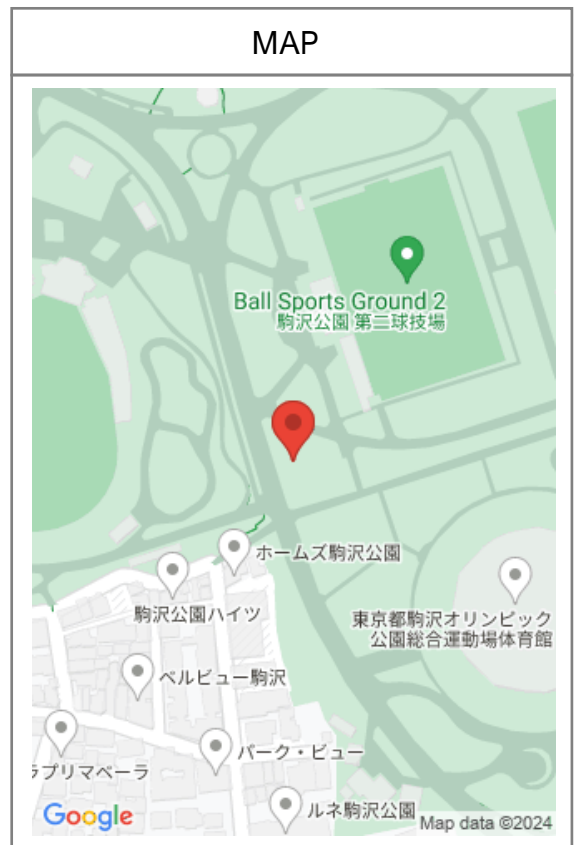 MAP
Ball Sports Ground 2
駒沢公園 第二球技場
ホームズ駒沢公園
駒沢公園ハイツ
東京都駒沢オリンピック
公園総合運動場体育館
ベルビュー駒沢
ラプリマベーラ
パーク・ビュー
ルネ駒沢公園
Google
Map data ©2024